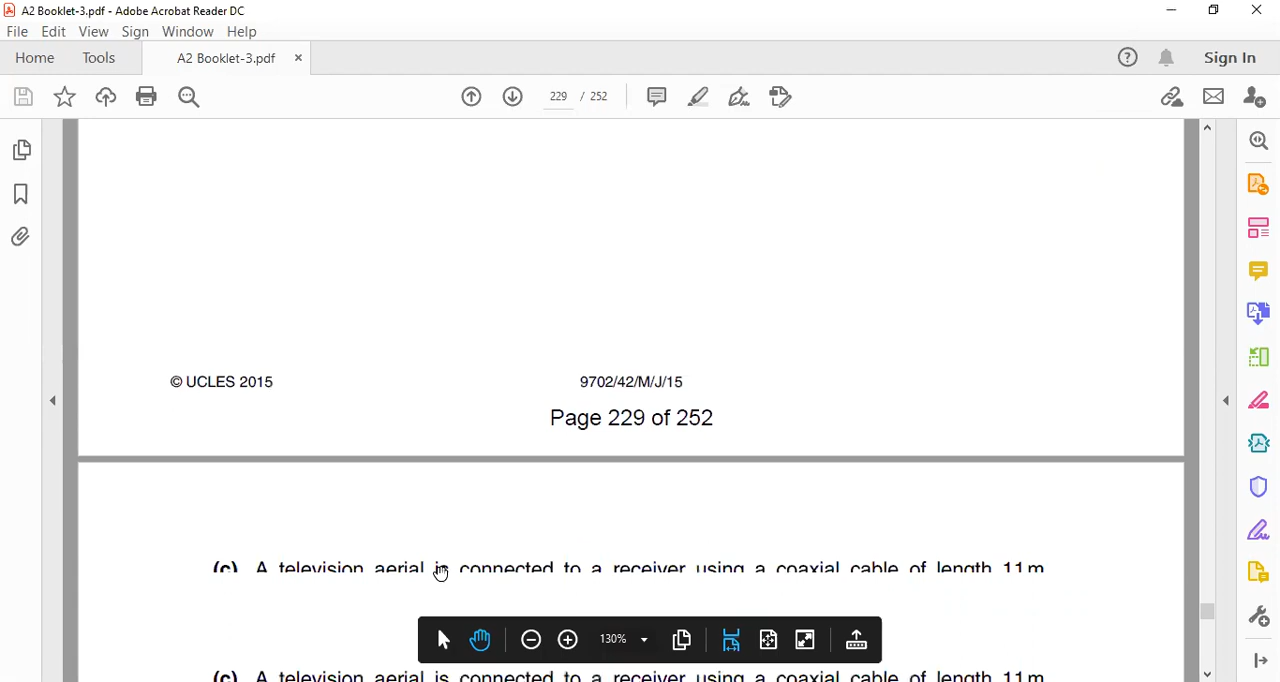 A2 Booklet-3.pdf - Adobe Acrobat Reader DC
File Edit View Sign Window Help
Home Tools A2 Booklet-3.pdf × Sign In
229 / 252
© UCLES 2015 9702/42/M/J/15
Page 229 of 252
(c) A television aerial is connected to a receiver using a coaxial cable of length 11 m
130%
(c) A television aerial is connected to a receiver using a coaxial cable of length 11 m